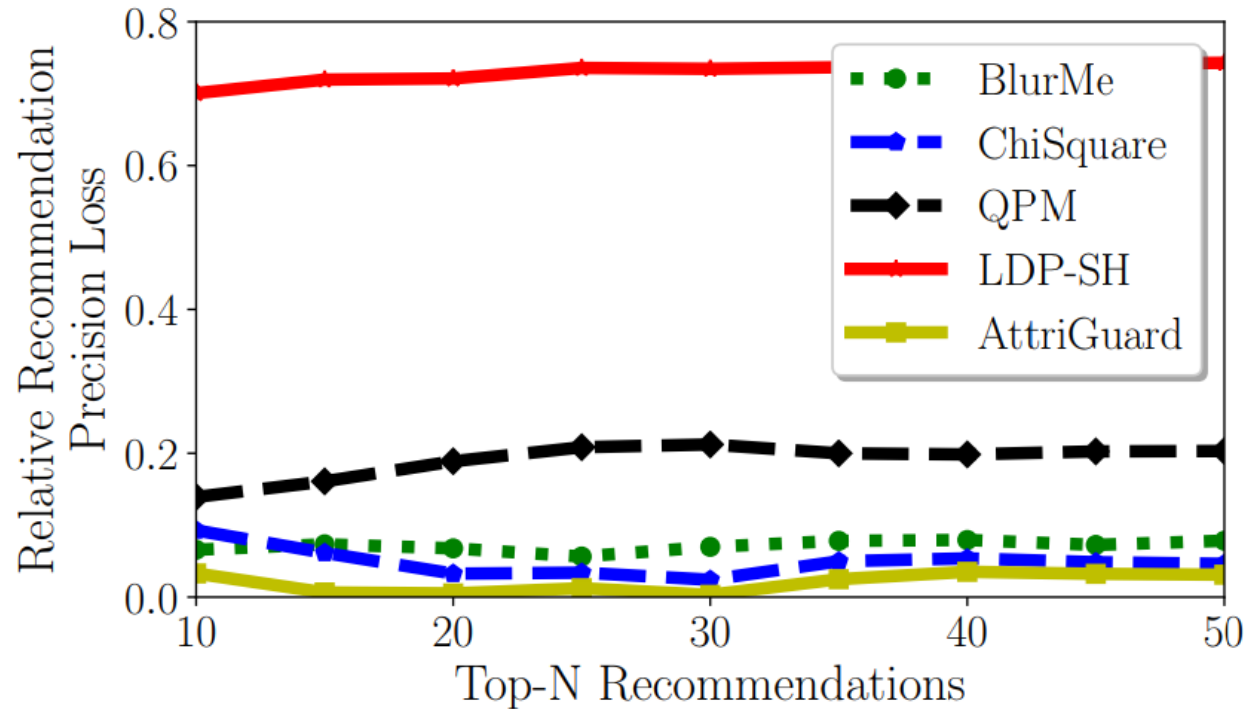 Relative Recommendation
Precision Loss
0.8
0.6
0.4
0.2
0.0
BlurMe
ChiSquare
QPM
LDP-SH
AttriGuard
10
20
30
40
50
Top-N Recommendations